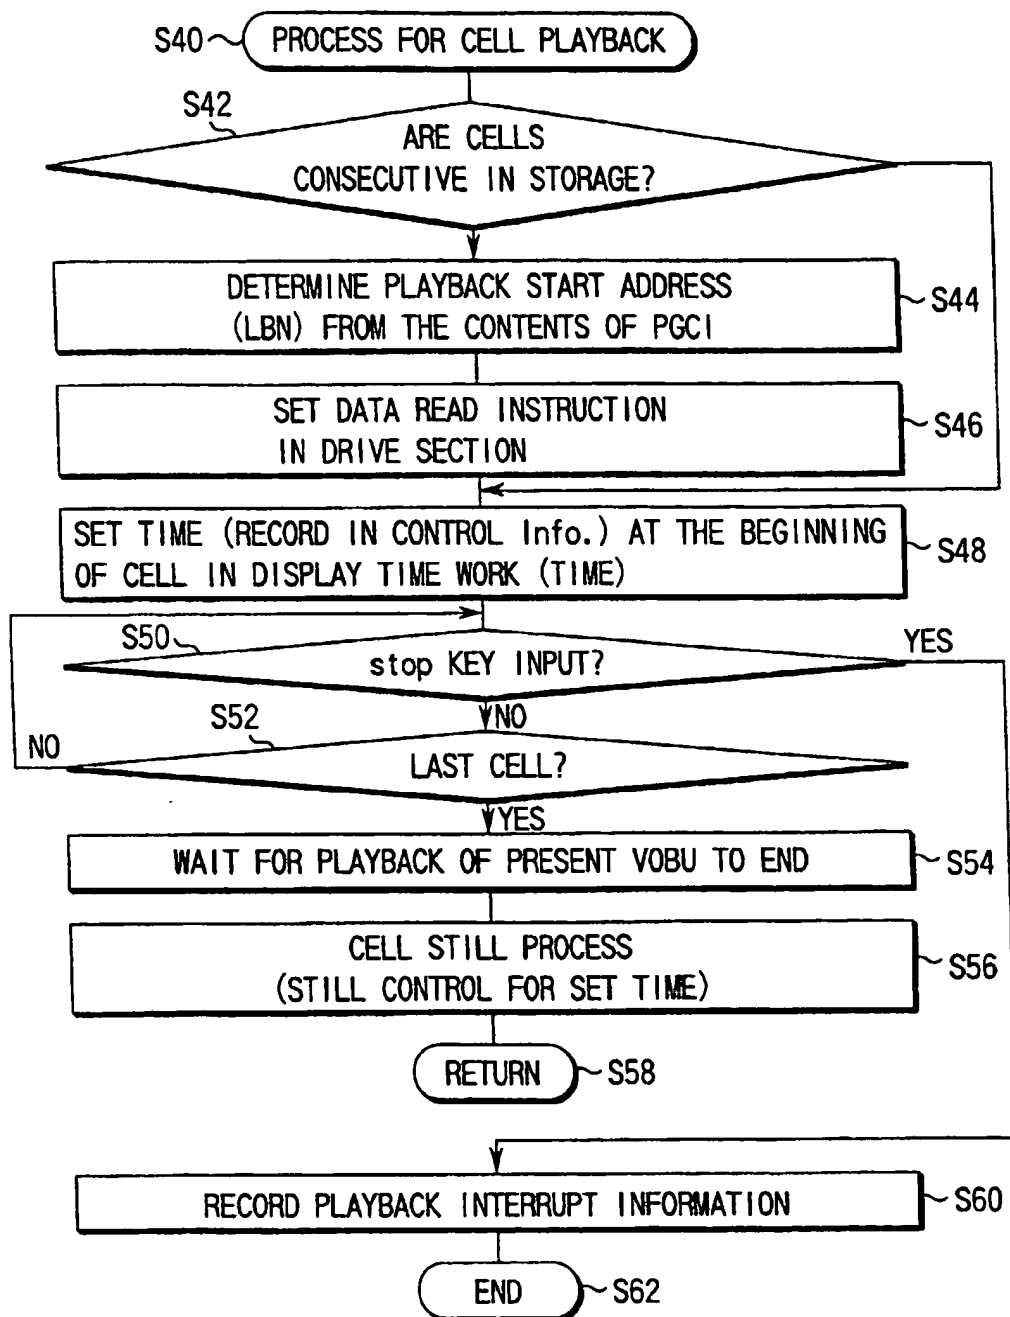 S40 PROCESS FOR CELL PLAYBACK
S42
ARE CELLS
CONSECUTIVE IN STORAGE?
DETERMINE PLAYBACK START ADDRESS
(LBN) FROM THE CONTENTS OF PGCI
S44
SET DATA READ INSTRUCTION
IN DRIVE SECTION
S46
SET TIME (RECORD IN CONTROL Info.) AT THE BEGINNING
OF CELL IN DISPLAY TIME WORK (TIME)
S48
S50
stop KEY INPUT?
YES
NO
S52
NO
LAST CELL?
YES
WAIT FOR PLAYBACK OF PRESENT VOBU TO END
S54
CELL STILL PROCESS
(STILL CONTROL FOR SET TIME)
S56
RETURN
S58
RECORD PLAYBACK INTERRUPT INFORMATION
S60
END
S62